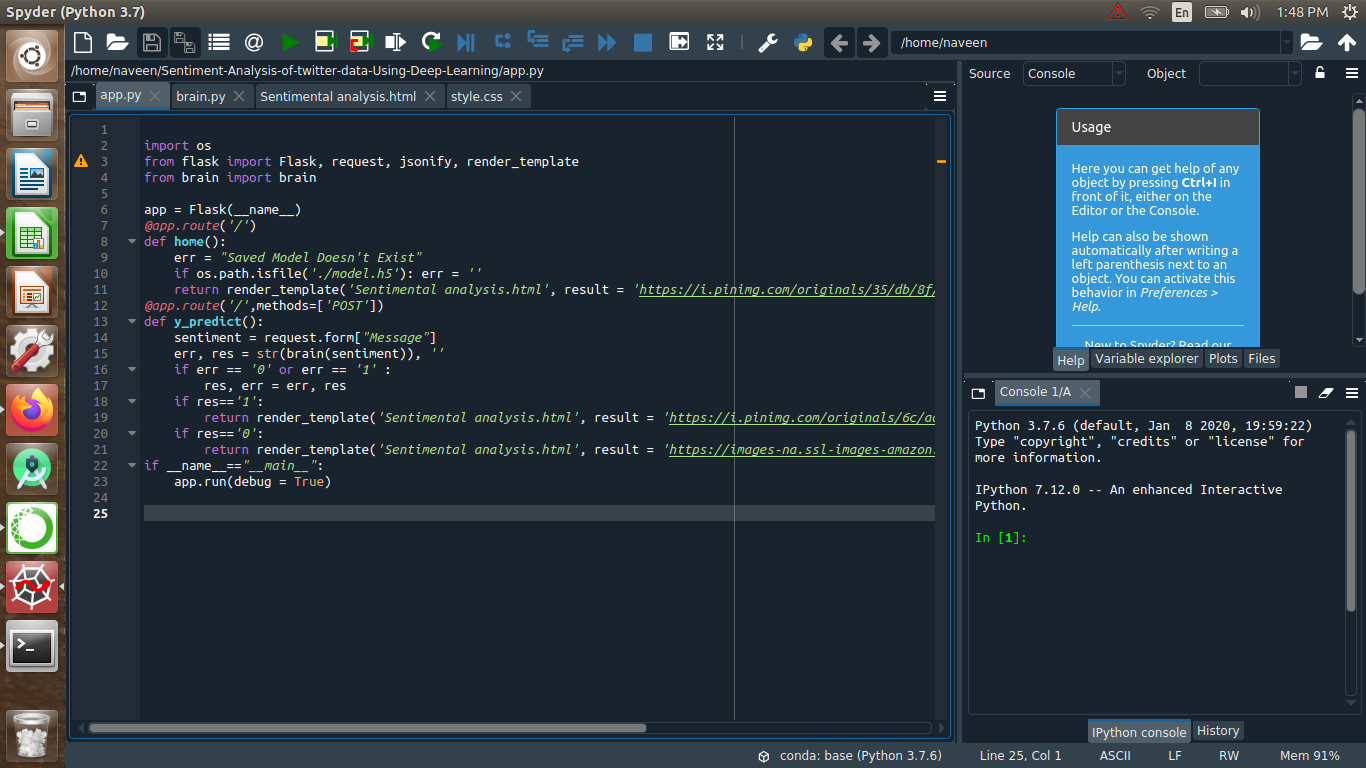 Spyder (Python 3.7)
En
1:48 PM
/home/naveen
/home/naveen/Sentiment-Analysis-of-twitter-data-Using-Deep-Learning/app.py
app.py
brain.py
Sentimental analysis.html
style.css
1
2 import os
3 from flask import Flask, request, jsonify, render_template
4 from brain import brain
5
6 app = Flask(__name__)
7 @app.route('/')
8 def home():
9 err = "Saved Model Doesn't Exist"
10 if os.path.isfile('./model.h5'): err = ''
11 return render_template('Sentimental analysis.html', result = 'https://i.pinimg.com/originals/35/db/8f/
12 @app.route('/',methods=['POST'])
13 def y_predict():
14 sentiment = request.form["Message"]
15 err, res = str(brain(sentiment)), ''
16 if err == '0' or err == '1' :
17 res, err = err, res
18 if res=='1':
19 return render_template('Sentimental analysis.html', result = 'https://i.pinimg.com/originals/6c/
20 if res=='0':
21 return render_template('Sentimental analysis.html', result = 'https://images-na.ssl-images-amazon.
22 if __name__=="__main__":
23 app.run(debug = True)
24
25
Source
Console
Object
Usage
Here you can get help of any
object by pressing Ctrl+I in
front of it, either on the
Editor or the Console.
Help can also be shown
automatically after writing a
left parenthesis next to an
object. You can activate this
behavior in Preferences >
Help.
New to Spyder? Read our
Help
Variable explorer
Plots
Files
Console 1/A
Python 3.7.6 (default, Jan  8 2020, 19:59:22)
Type "copyright", "credits" or "license" for
more information.
IPython 7.12.0 -- An enhanced Interactive
Python.
In [1]:
IPython console
History
conda: base (Python 3.7.6)
Line 25, Col 1
ASCII
LF
RW
Mem 91%